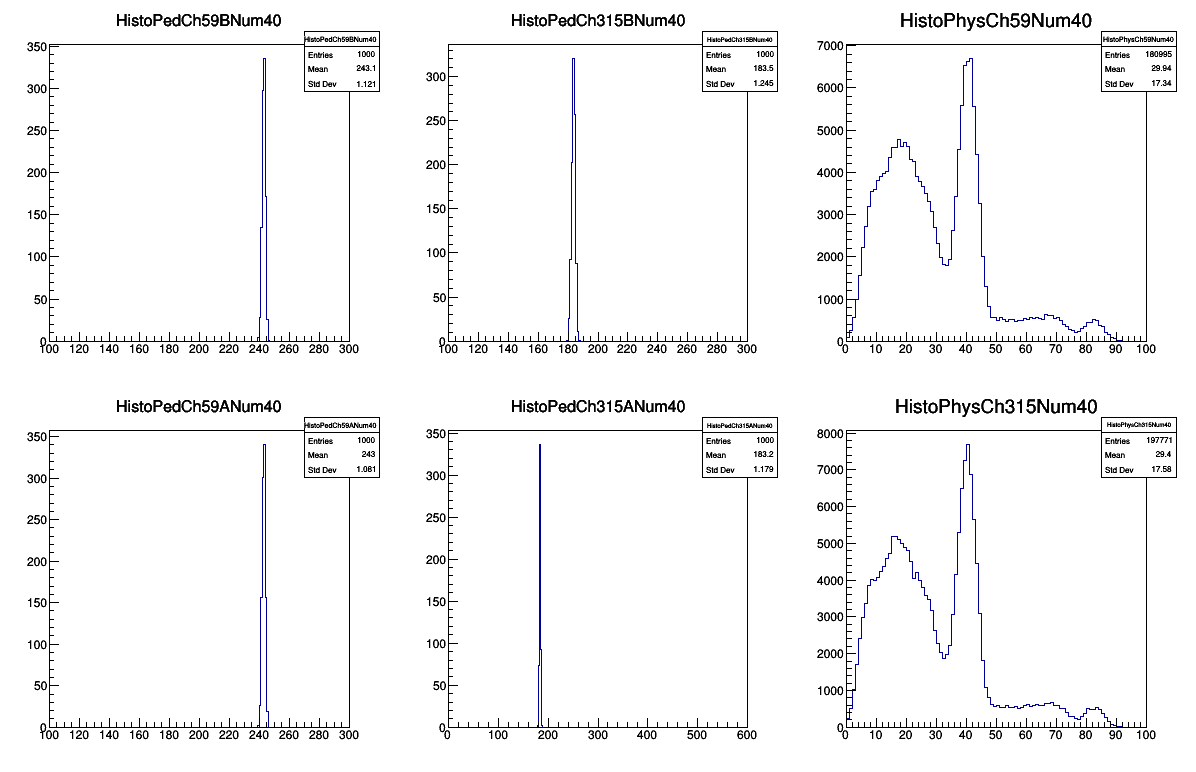 HistoPedCh59BNum40
HistoPedCh59BNum40
Entries 1000
Mean 243.1
Std Dev 1.121
350
300
250
200
150
100
50
0
100 120 140 160 180 200 220 240 260 280 300
HistoPedCh315BNum40
HistoPedCh315BNum40
Entries 1000
Mean 183.5
Std Dev 1.245
300
250
200
150
100
50
0
100 120 140 160 180 200 220 240 260 280 300
HistoPhysCh59Num40
HistoPhysCh59Num40
Entries 180995
Mean 29.94
Std Dev 17.34
7000
6000
5000
4000
3000
2000
1000
0
0 10 20 30 40 50 60 70 80 90 100
HistoPedCh59ANum40
HistoPedCh59ANum40
Entries 1000
Mean 243
Std Dev 1.081
350
300
250
200
150
100
50
0
100 120 140 160 180 200 220 240 260 280 300
HistoPedCh315ANum40
HistoPedCh315ANum40
Entries 1000
Mean 183.2
Std Dev 1.179
350
300
250
200
150
100
50
0
0 100 200 300 400 500 600
HistoPhysCh315Num40
HistoPhysCh315Num40
Entries 197771
Mean 29.4
Std Dev 17.58
8000
7000
6000
5000
4000
3000
2000
1000
0
0 10 20 30 40 50 60 70 80 90 100